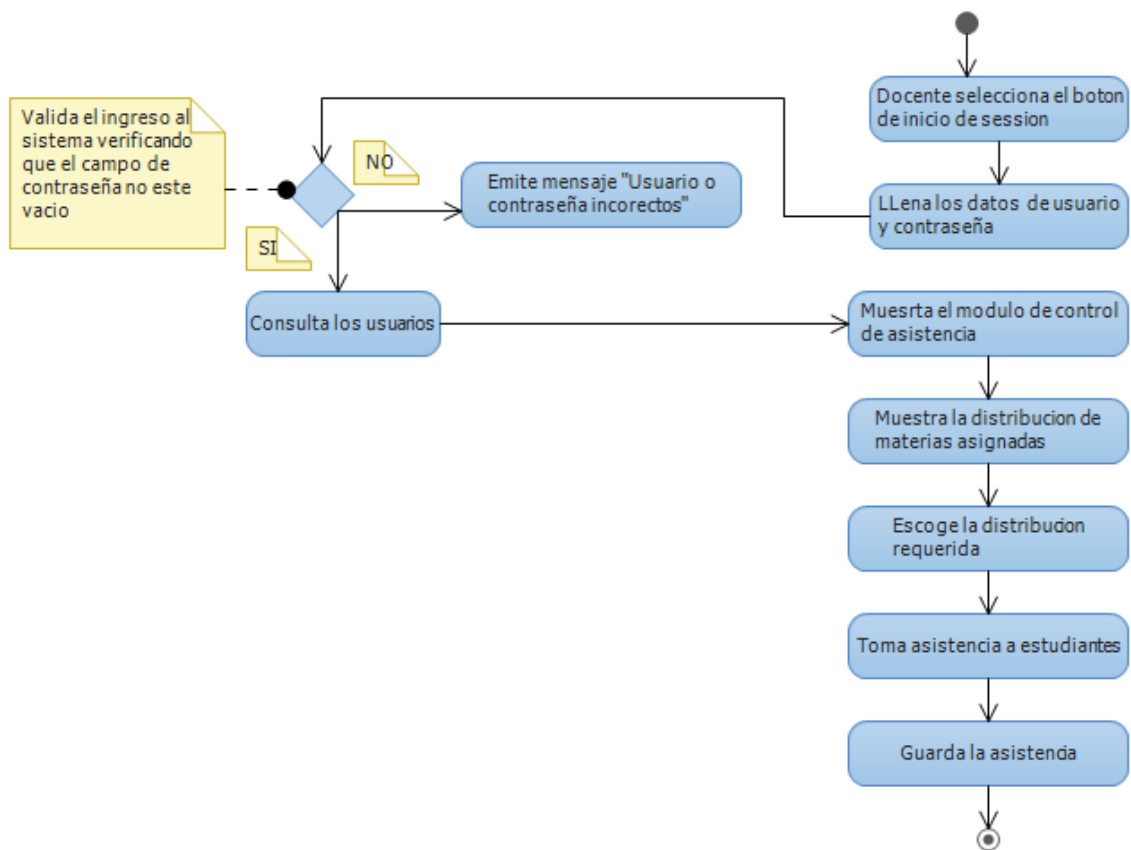 Docente selecciona el boton
de inicio de session
LLena los datos de usuario
y contraseña
Valida el ingreso al
sistema verificando
que el campo de
contraseña no este
vacio
NO
Emite mensaje "Usuario o
contraseña incorectos"
SI
Consulta los usuarios
Muesrta el modulo de control
de asistencia
Muestra la distribucion de
materias asignadas
Escoge la distribucion
requerida
Toma asistencia a estudiantes
Guarda la asistencia